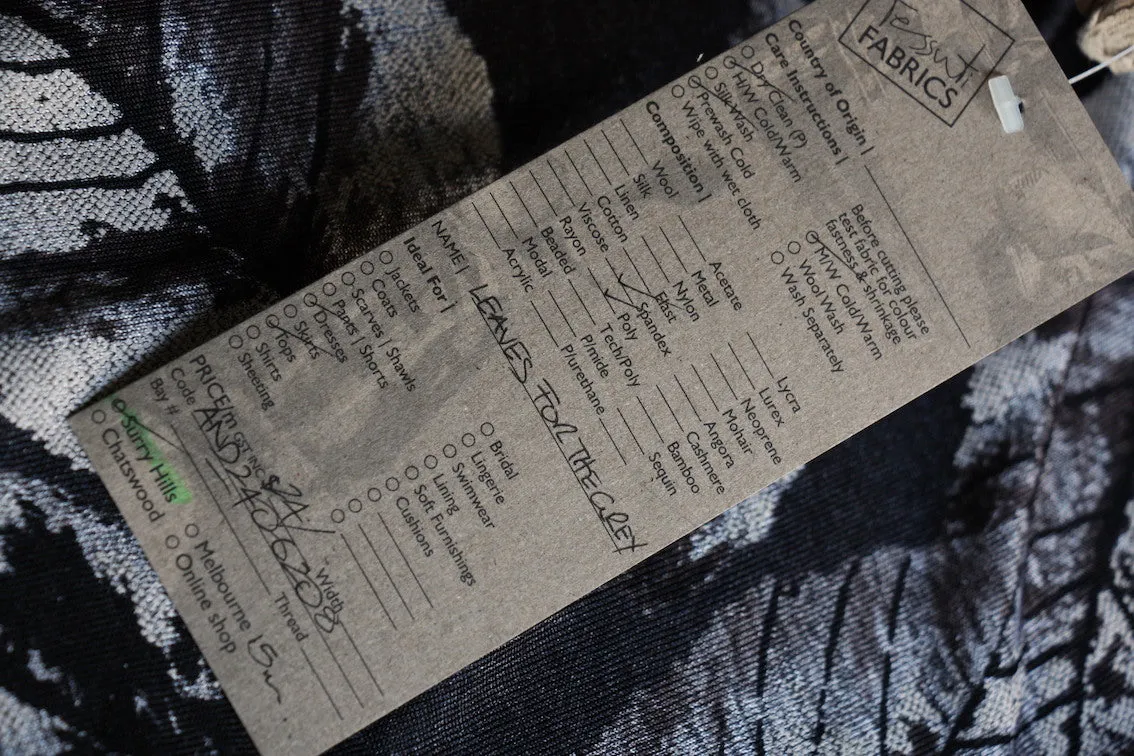 Tessuti
FABRICS
Country of Origin |
Care Instructions |
Dry Clean (P)
H/W Cold/Warm
Silk Wash
Prewash Cold
Wipe with wet cloth
Before cutting please
test fabric for colour
fastness & shrinkage
M/W Cold/Warm
Wool Wash
Wash Separately
Composition |
Wool
Silk
Linen
Cotton
Viscose
Rayon
Beaded
Modal
Acrylic
Acetate
Metal
Nylon
Elast
Spandex
Poly
Tech/Poly
P/mide
P/urethane
Lycra
Lurex
Neoprene
Mohair
Angora
Cashmere
Bamboo
Sequin
NAME | LEAVES FOR THE GREY
Ideal For |
Jackets
Coats
Scarves | Shawls
Pants | Shorts
Dresses
Skirts
Tops
Shirts
Sheeting
Bridal
Lingerie
Swimwear
Lining
Soft Furnishings
Cushions
PRICE/m GST INC Width
Code AND2406208
Bay # Thread
Surry Hills
Chatswood
Melbourne
Online shop